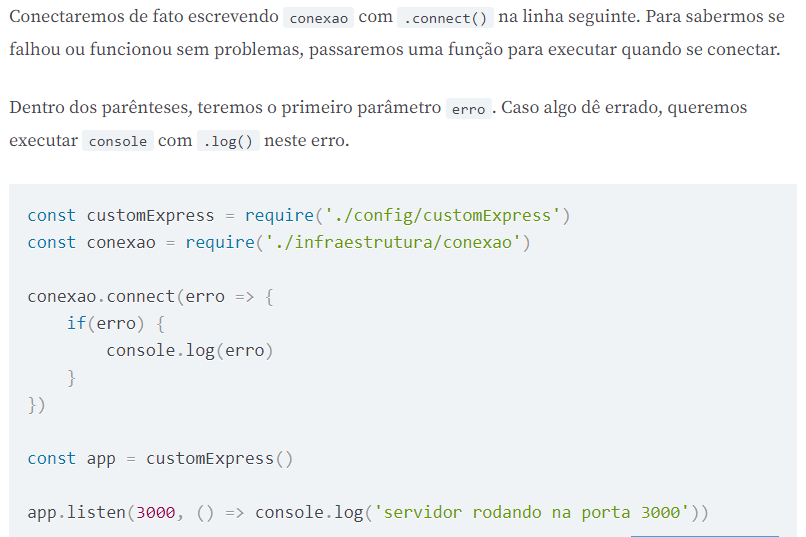 Conectaremos de fato escrevendo conexao com .connect() na linha seguinte. Para sabermos se
falhou ou funcionou sem problemas, passaremos uma função para executar quando se conectar.
Dentro dos parênteses, teremos o primeiro parâmetro erro. Caso algo dê errado, queremos
executar console com .log() neste erro.
const customExpress = require('./config/customExpress')
const conexao = require('./infraestrutura/conexao')
conexao.connect(erro => {
    if(erro) {
        console.log(erro)
    }
})
const app = customExpress()
app.listen(3000, () => console.log('servidor rodando na porta 3000'))